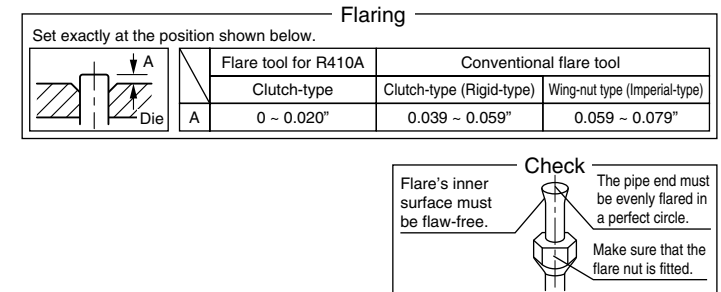 Flaring
Set exactly at the position shown below.
A
Die
Flare tool for R410A
Conventional flare tool
Clutch-type
Clutch-type (Rigid-type)
Wing-nut type (Imperial-type)
A
0 ~ 0.020”
0.039 ~ 0.059”
0.059 ~ 0.079”
Check
Flare’s inner
surface must
be flaw-free.
The pipe end must
be evenly flared in
a perfect circle.
Make sure that the
flare nut is fitted.